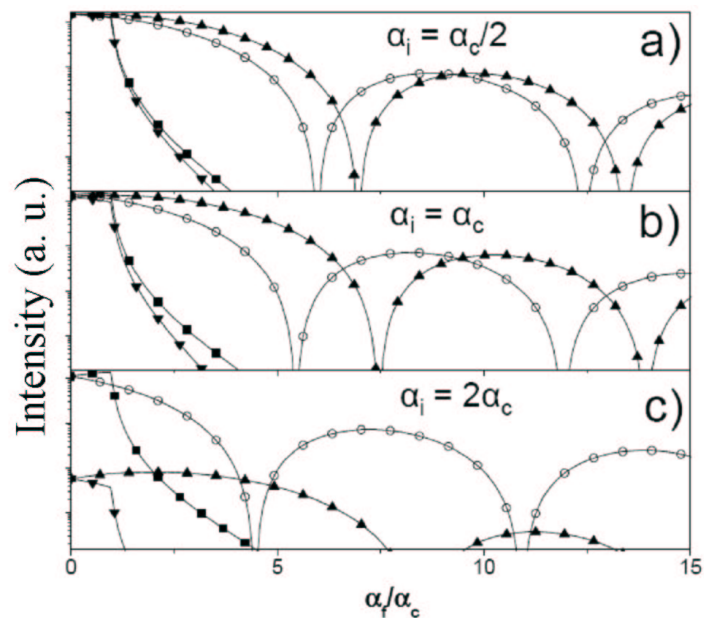 αi = αc/2
a)
αi = αc
b)
αi = 2αc
c)
Intensity (a. u.)
0
5
10
15
αf/αc